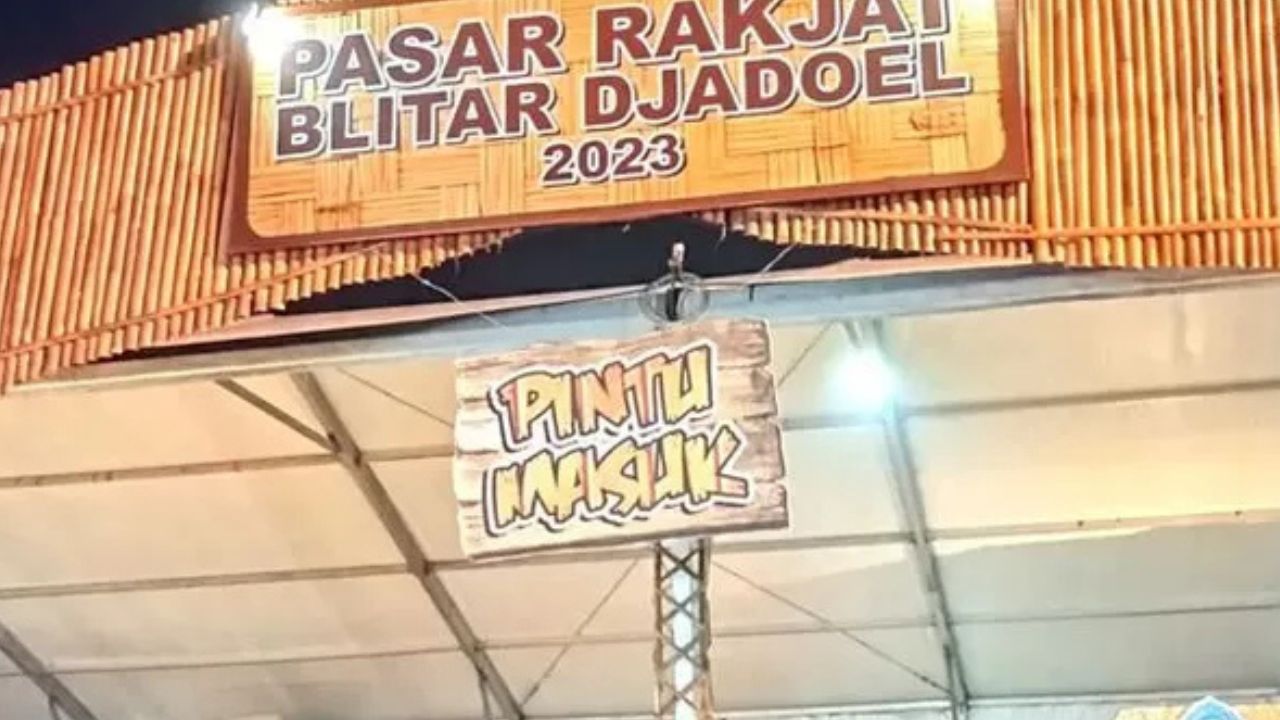 PASAR RAKJAT
BLITAR DJADOEL
2023
PINTU
MASUK